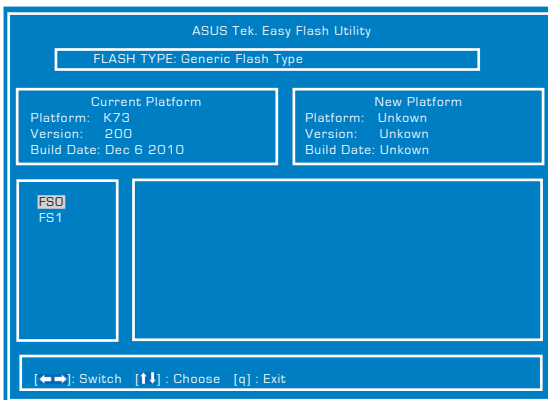 ASUS Tek. Easy Flash Utility
FLASH TYPE: Generic Flash Type
Current Platform
Platform: K73
Version: 200
Build Date: Dec 6 2010
New Platform
Platform: Unkown
Version: Unkown
Build Date: Unkown
FS0
FS1
[←→]: Switch [↑↓] : Choose [q] : Exit